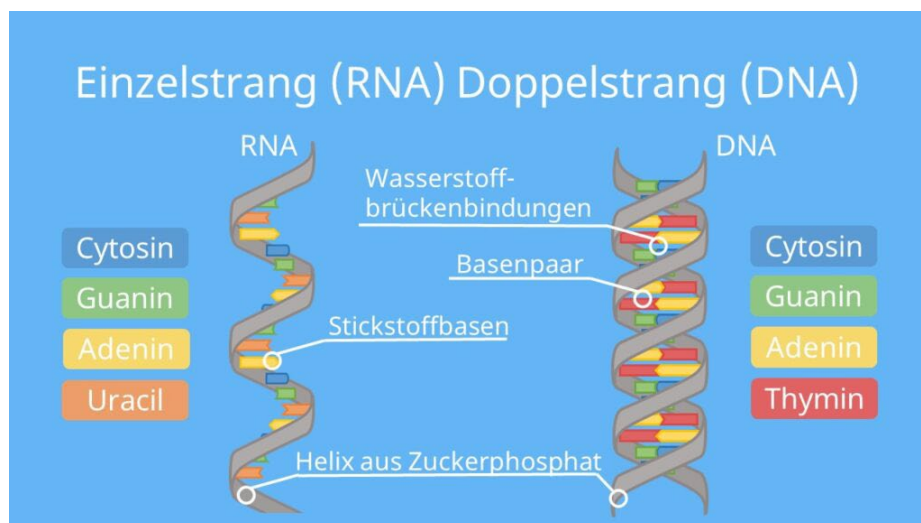 Einzelstrang (RNA) Doppelstrang (DNA)
RNA
DNA
Wasserstoff-
brückenbindungen
Basenpaar
Stickstoffbasen
Helix aus Zuckerphosphat
Cytosin
Guanin
Adenin
Uracil
Cytosin
Guanin
Adenin
Thymin